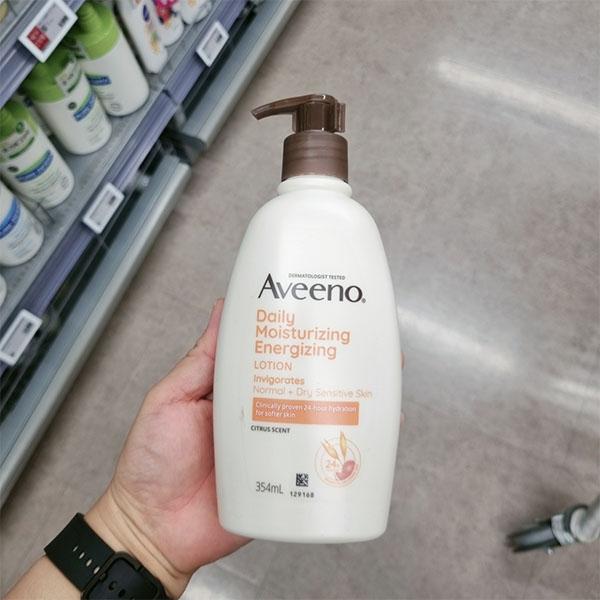 DERMATOLOGIST TESTED
Aveeno®
Daily
Moisturizing
Energizing
LOTION
Invigorates
Normal + Dry Sensitive Skin
Clinically proven 24-hour hydration
for softer skin
CITRUS SCENT
24
354mL
129168